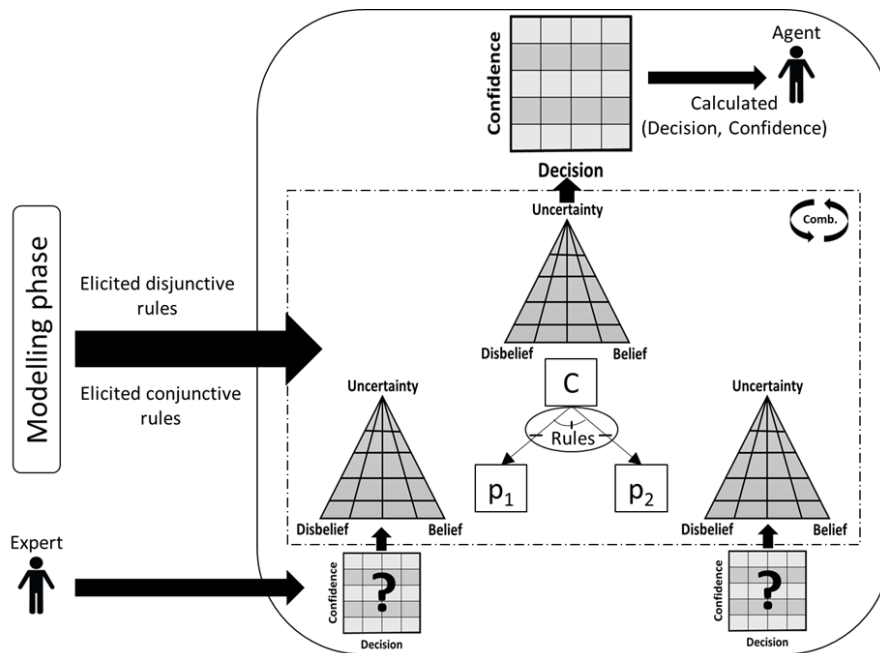 Agent
Confidence
Calculated
(Decision, Confidence)
Decision
Uncertainty
Comb.
Modelling phase
Elicited disjunctive
rules
Disbelief
Belief
Elicited conjunctive
rules
Uncertainty
C
Uncertainty
Rules
p1
p2
Disbelief
Belief
Disbelief
Belief
Expert
Confidence
?
Decision
Confidence
?
Decision